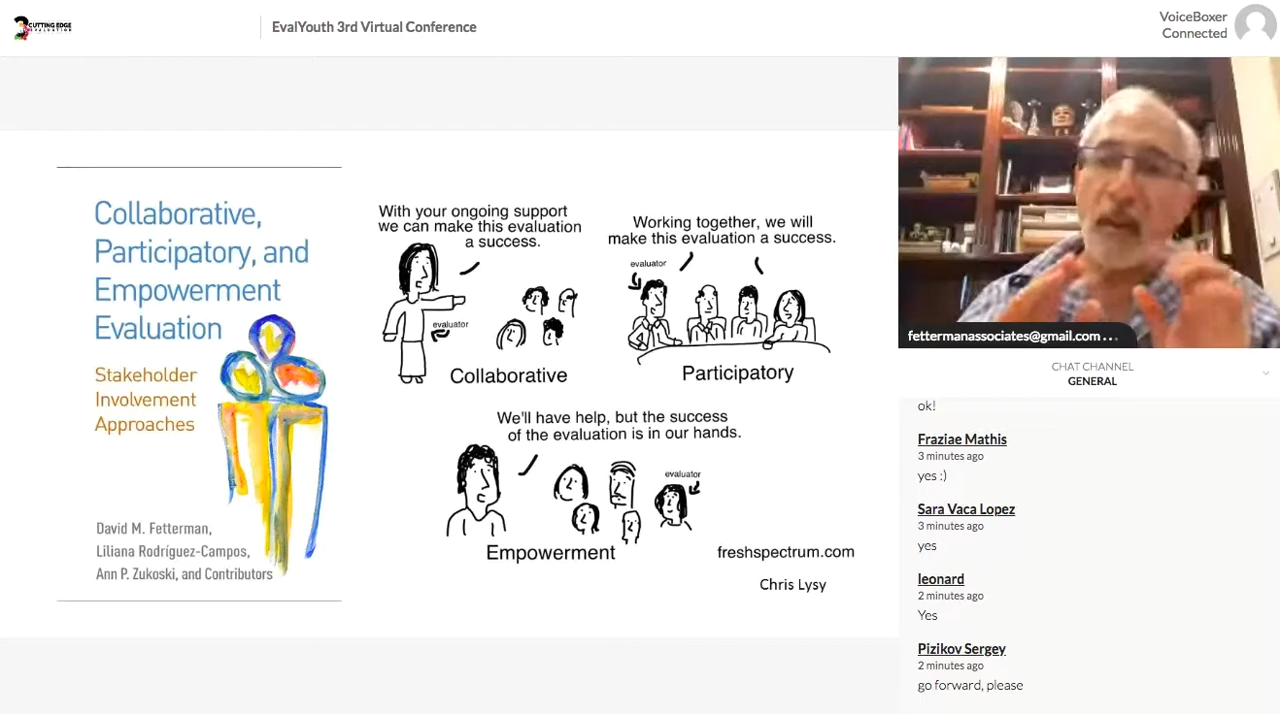 CUTTING EDGE
EvalYouth 3rd Virtual Conference
VoiceBoxer
Connected
Collaborative,
Participatory, and
Empowerment
Evaluation
Stakeholder
Involvement
Approaches
David M. Fetterman,
Liliana Rodríguez-Campos,
Ann P. Zukoski, and Contributors
With your ongoing support
we can make this evaluation
a success.
evaluator
Collaborative
Working together, we will
make this evaluation a success.
evaluator
Participatory
We'll have help, but the success
of the evaluation is in our hands.
evaluator
Empowerment
freshspectrum.com
Chris Lysy
fettermanassociates@gmail.com ...
CHAT CHANNEL
GENERAL
ok!
Fraziae Mathis
3 minutes ago
yes :)
Sara Vaca Lopez
3 minutes ago
yes
leonard
2 minutes ago
Yes
Pizikov Sergey
2 minutes ago
go forward, please